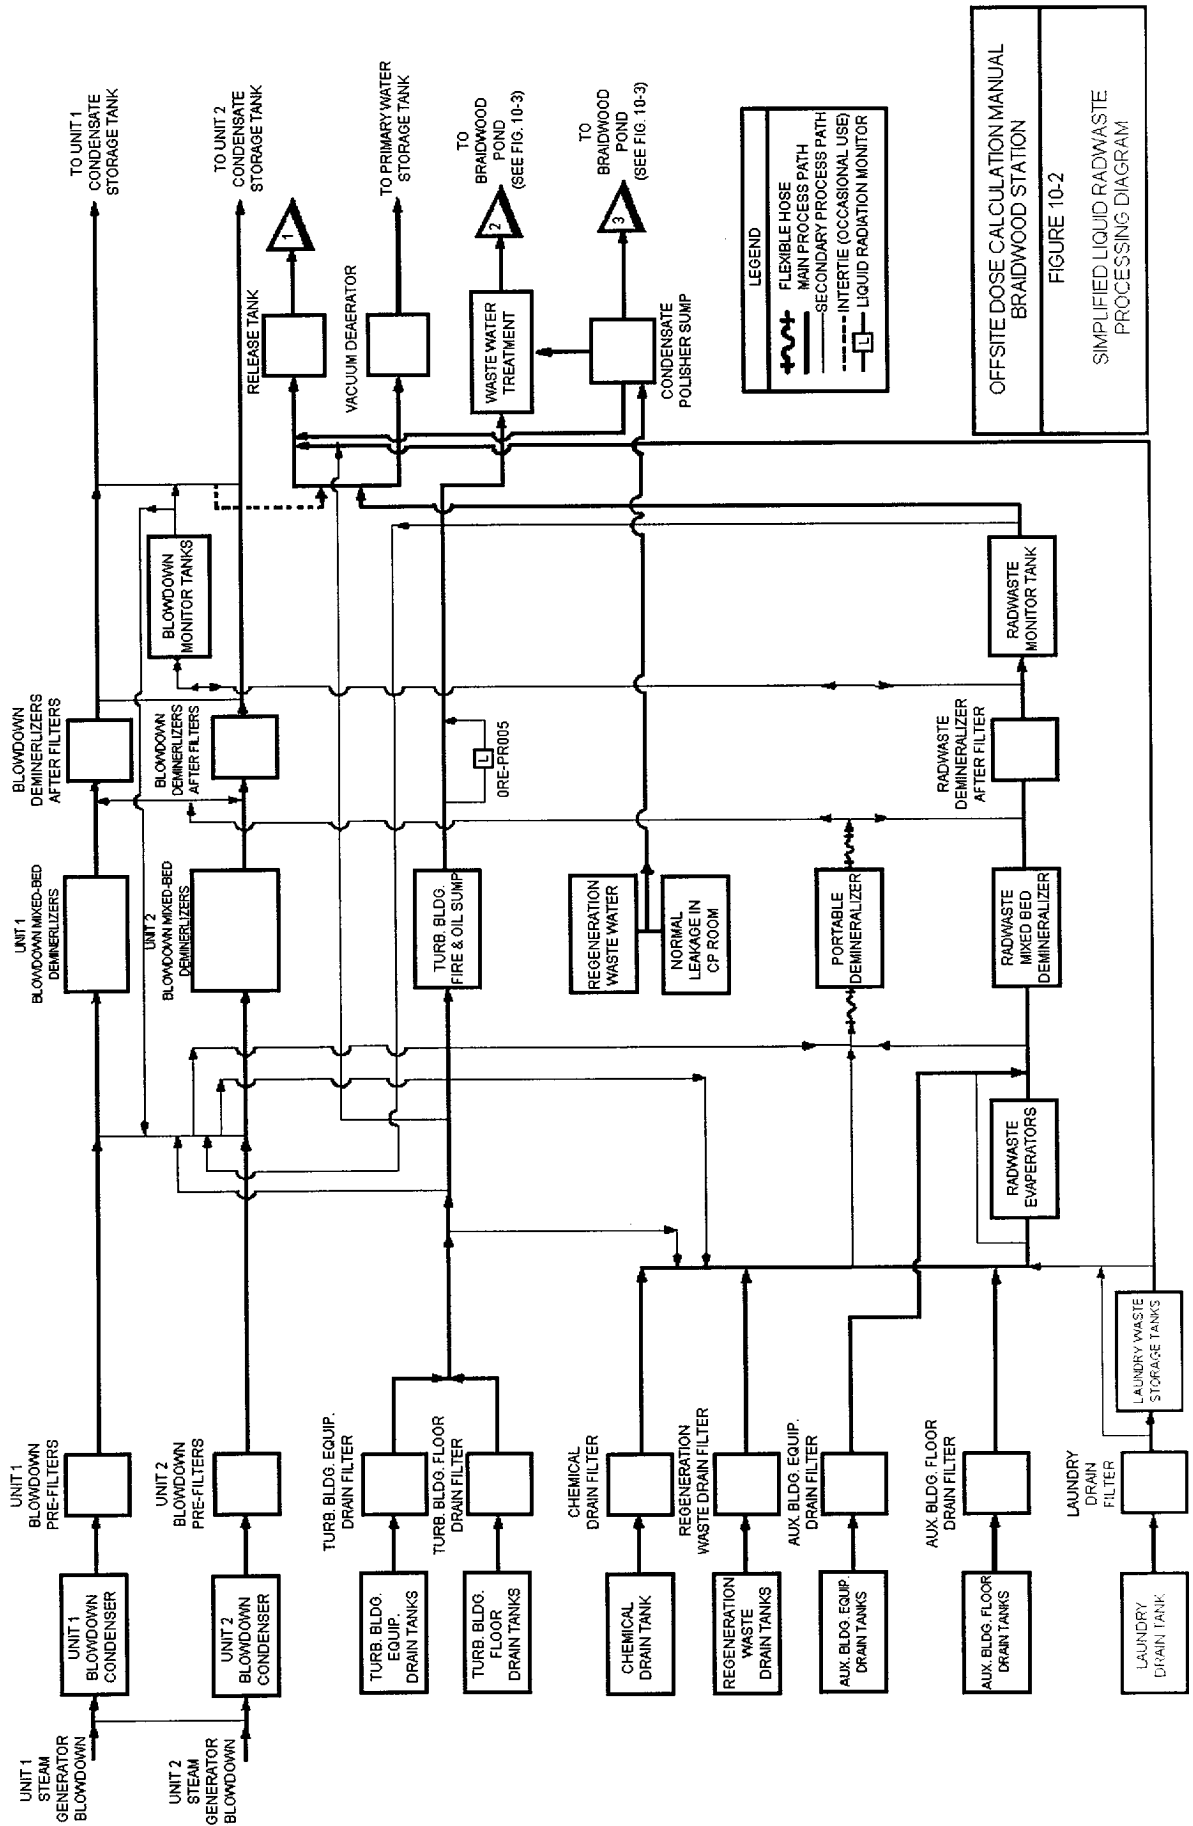 UNIT 1
STEAM
GENERATOR
BLOWDOWN
UNIT 2
STEAM
GENERATOR
BLOWDOWN
UNIT 1
BLOWDOWN
CONDENSER
UNIT 2
BLOWDOWN
CONDENSER
TURB. BLDG.
EQUIP.
DRAIN TANKS
TURB. BLDG.
FLOOR
DRAIN TANKS
CHEMICAL
DRAIN TANK
REGENERATION
WASTE
DRAIN TANKS
AUX. BLDG. EQUIP.
DRAIN TANKS
AUX. BLDG. FLOOR
DRAIN TANKS
LAUNDRY
DRAIN TANK
UNIT 1
BLOWDOWN
PRE-FILTERS
UNIT 2
BLOWDOWN
PRE-FILTERS
TURB. BLDG. EQUIP.
DRAIN FILTER
TURB. BLDG. FLOOR
DRAIN FILTER
CHEMICAL
DRAIN FILTER
REGENERATION
WASTE DRAIN FILTER
AUX. BLDG. EQUIP.
DRAIN FILTER
AUX. BLDG. FLOOR
DRAIN FILTER
LAUNDRY
DRAIN
FILTER
LAUNDRY WASTE
STORAGE TANKS
RADWASTE
EVAPERATORS
UNIT 1
BLOWDOWN MIXED-BED
DEMINERLIZERS
UNIT 2
BLOWDOWN MIXED-BED
DEMINERLIZERS
TURB. BLDG.
FIRE & OIL SUMP
REGENERATION
WASTE WATER
NORMAL
LEAKAGE IN
CP ROOM
PORTABLE
DEMINERALIZER
RADWASTE
MIXED BED
DEMINERALIZER
BLOWDOWN
DEMINERLIZERS
AFTER FILTERS
BLOWDOWN
DEMINERLIZERS
AFTER FILTERS
L
0RE-PR005
RADWASTE
DEMINERALIZER
AFTER FILTER
BLOWDOWN
MONITOR TANKS
RADWASTE
MONITOR TANK
RELEASE TANK
VACUUM DEAERATOR
WASTE WATER
TREATMENT
CONDENSATE
POLISHER SUMP
TO UNIT 1
CONDENSATE
STORAGE TANK
TO UNIT 2
CONDENSATE
STORAGE TANK
1
TO PRIMARY WATER
STORAGE TANK
2
TO
BRAIDWOOD
POND
(SEE FIG. 10-3)
3
TO
BRAIDWOOD
POND
(SEE FIG. 10-3)
LEGEND
FLEXIBLE HOSE
MAIN PROCESS PATH
SECONDARY PROCESS PATH
INTERTIE (OCCASIONAL USE)
L LIQUID RADIATION MONITOR
OFFSITE DOSE CALCULATION MANUAL
BRAIDWOOD STATION
FIGURE 10-2
SIMPLIFIED LIQUID RADWASTE
PROCESSING DIAGRAM